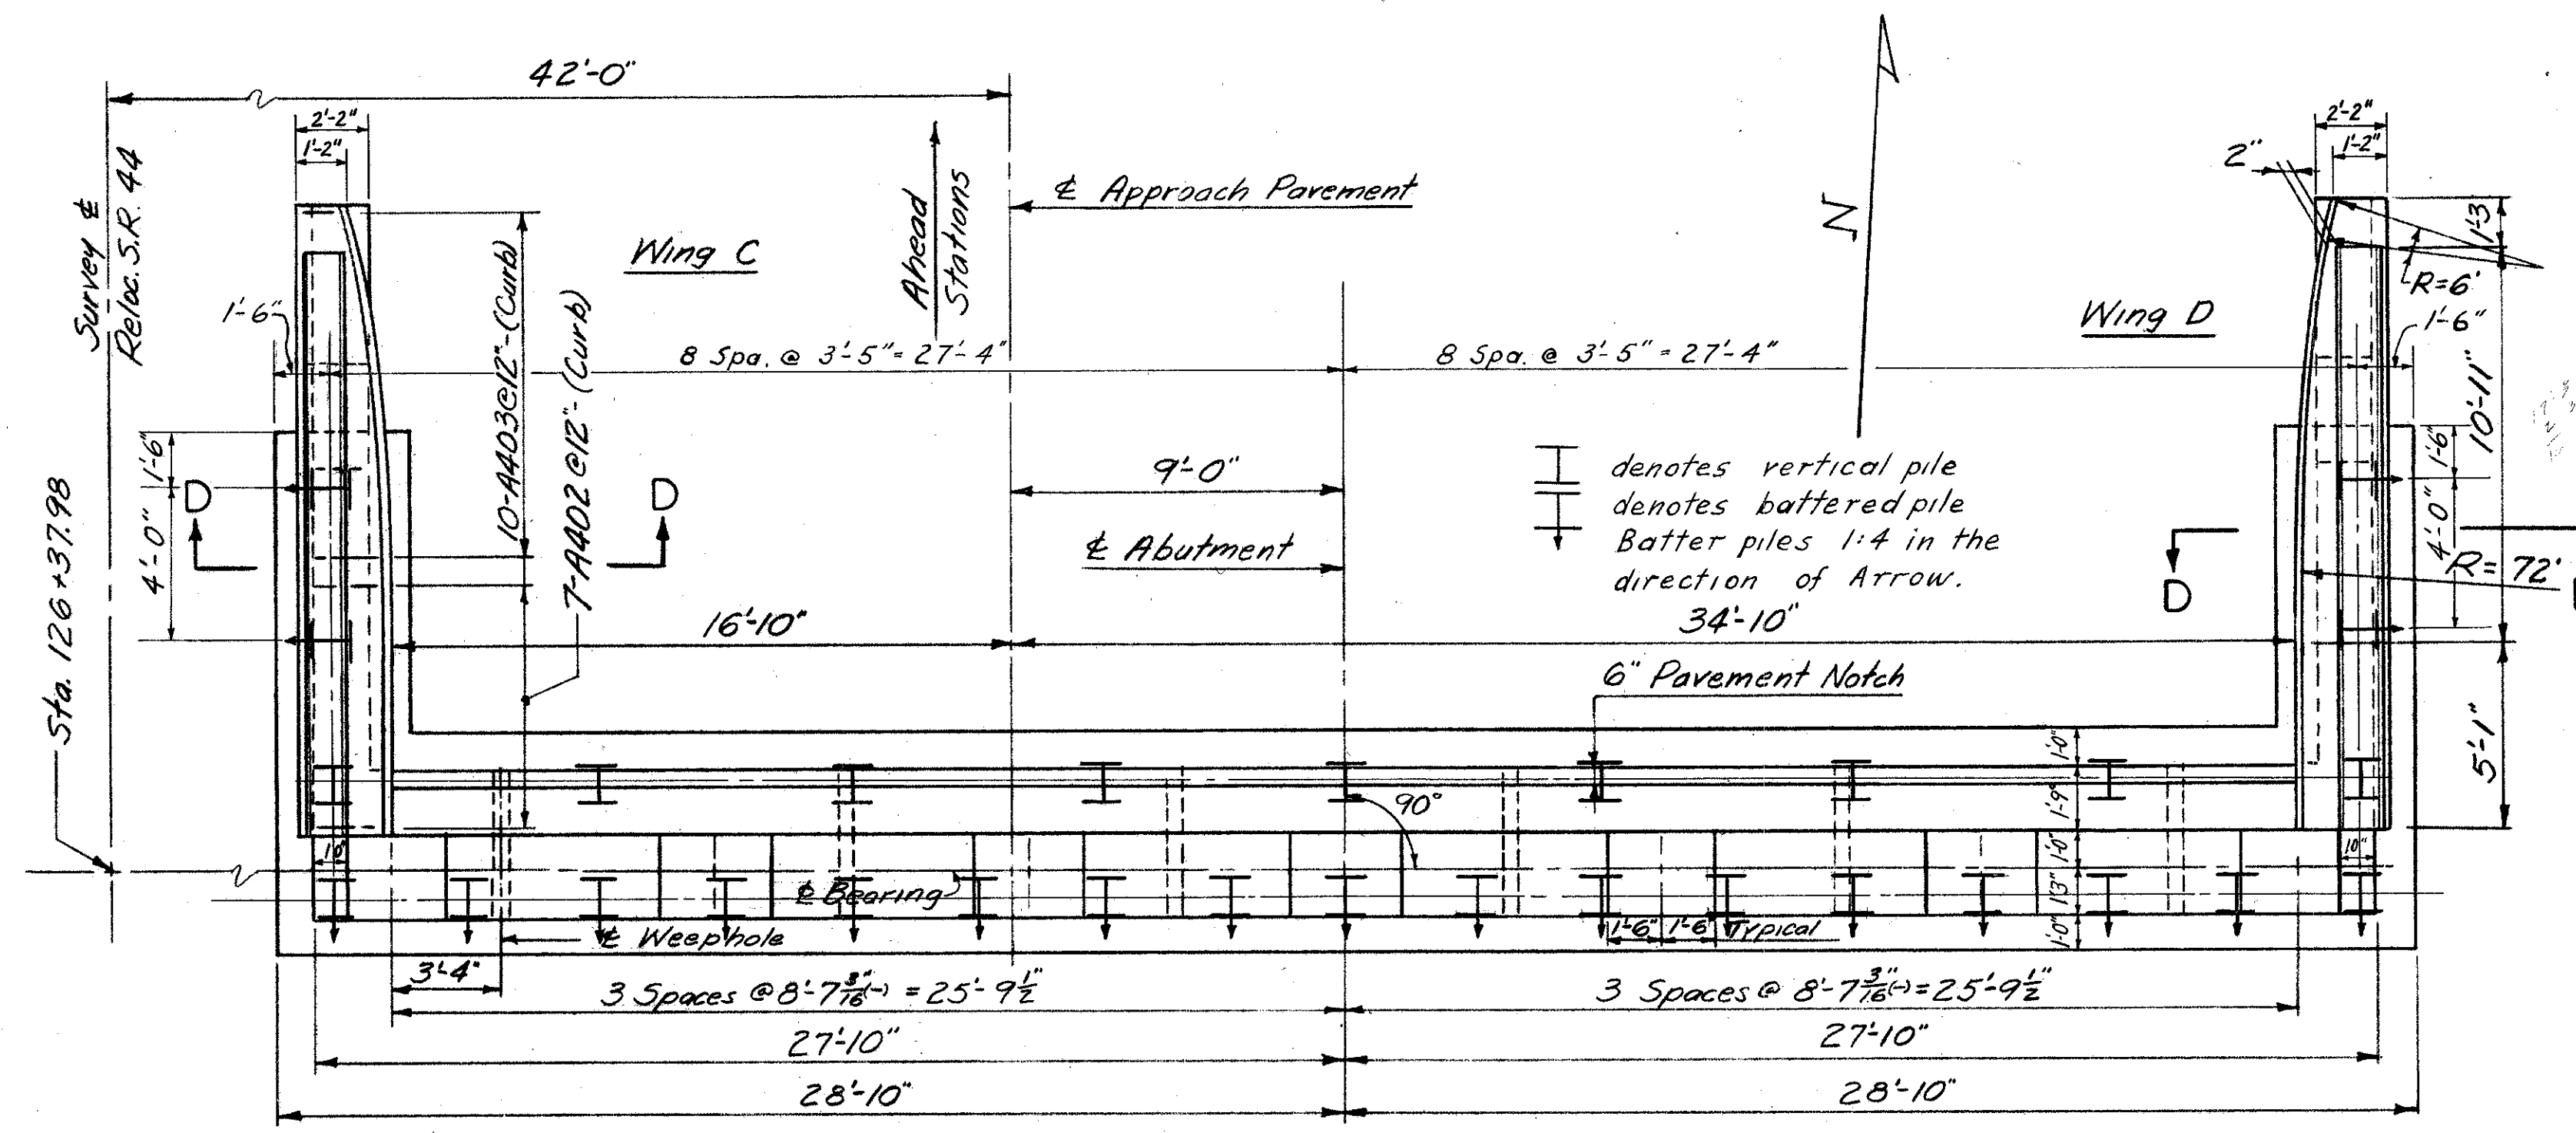 42'-0"
2'-2"
1'-2"
Survey ℄
Reloc. S.R. 44
Ahead
Stations
℄ Approach Pavement
N
2'-2"
1'-2"
2"
1'-3
R=6'
1'-6"
Wing C
Wing D
1'-6"
8 Spa. @ 3'-5" = 27'-4"
8 Spa. @ 3'-5" = 27'-4"
10-A403@12"-(Curb)
7-A402@12"-(Curb)
10'-11"
1'-6"
4'-0"
D
D
9'-0"
℄ Abutment
denotes vertical pile
denotes battered pile
Batter piles 1:4 in the
direction of Arrow.
1'-6"
4'-0"
R= 72'
D
Sta. 126+37.98
16'-10"
34'-10"
6" Pavement Notch
5'-1"
90°
1'-0"
1'-9"
1'-0"
1'3"
1'-0"
10"
10"
℄ Bearing
℄ Weephole
1'-6" 1'-6" Typical
3'-4"
3 Spaces @ 8'-7 3/16"(-) = 25'-9 1/2"
3 Spaces @ 8'-7 3/16"(-) = 25'-9 1/2"
27'-10"
27'-10"
28'-10"
28'-10"